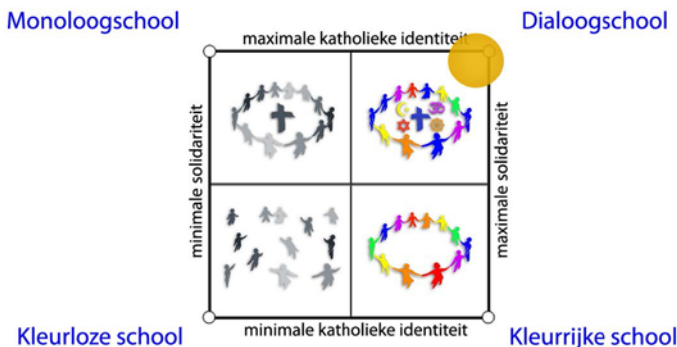 Monoloogschool
Dialoogschool
maximale katholieke identiteit
minimale solidariteit
maximale solidariteit
minimale katholieke identiteit
Kleurloze school
Kleurrijke school